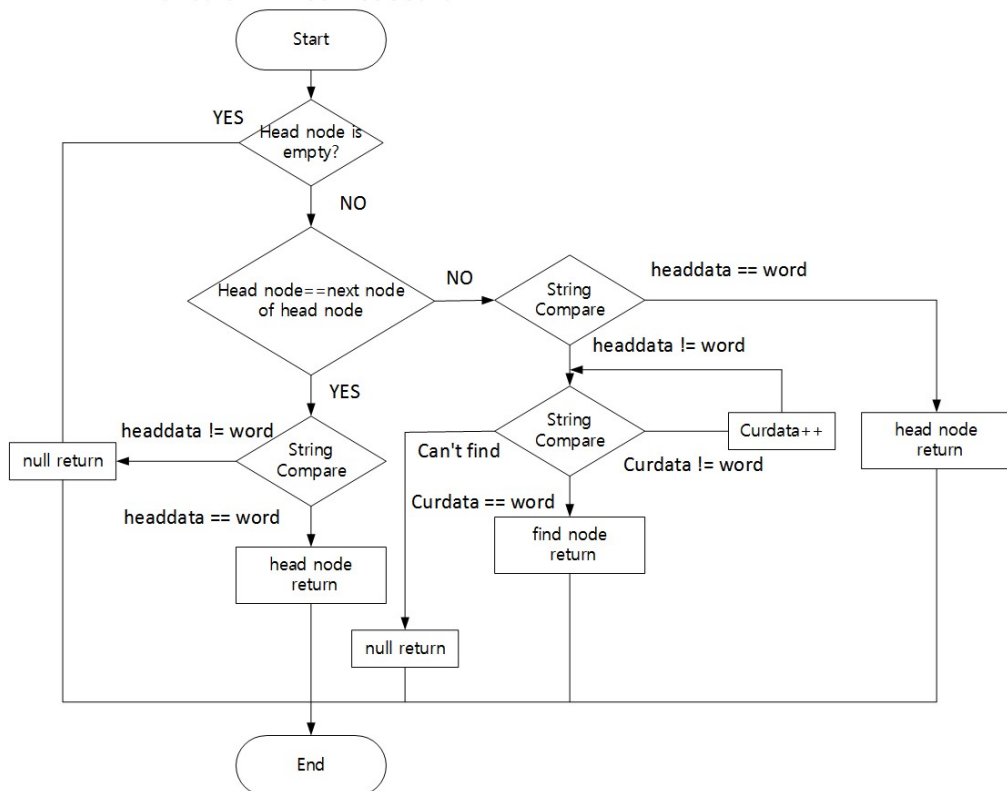 Start
YES
Head node is
empty?
NO
Head node==next node
of head node
NO
String
Compare
headdata == word
headdata != word
YES
headdata != word
String
Compare
null return
headdata == word
head node
return
String
Compare
Can't find
Curdata++
Curdata != word
Curdata == word
find node
return
head node
return
null return
End